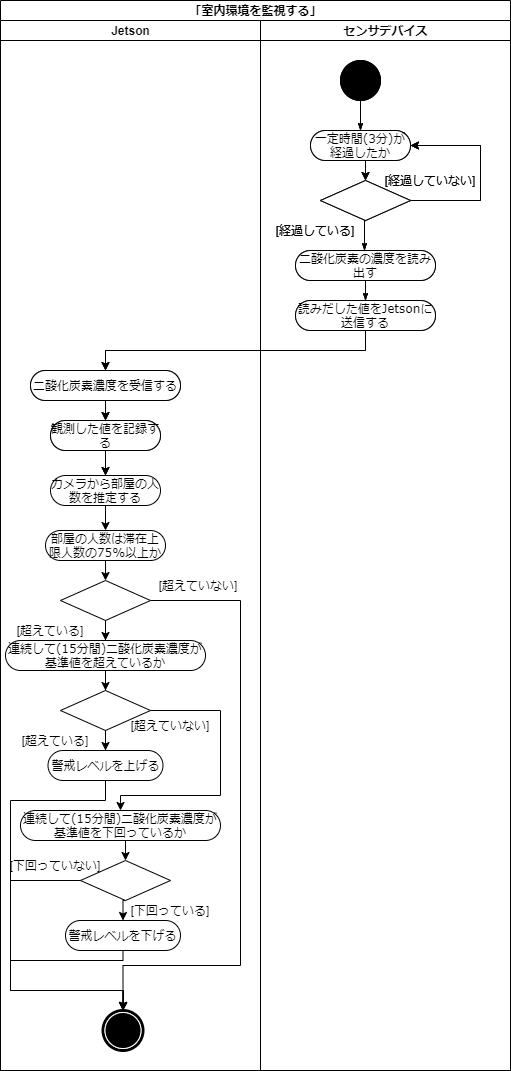 「室内環境を監視する」
Jetson
センサデバイス
一定時間(3分)が
経過したか
[経過していない]
[経過している]
二酸化炭素の濃度を読み
出す
読みだした値をJetsonに
送信する
二酸化炭素濃度を受信する
観測した値を記録す
る
カメラから部屋の人
数を推定する
部屋の人数は滞在上
限人数の75%以上か
[超えていない]
[超えている]
連続して(15分間)二酸化炭素濃度が
基準値を超えているか
[超えていない]
[超えている]
警戒レベルを上げる
連続して(15分間)二酸化炭素濃度が
基準値を下回っているか
[下回っていない]
[下回っている]
警戒レベルを下げる